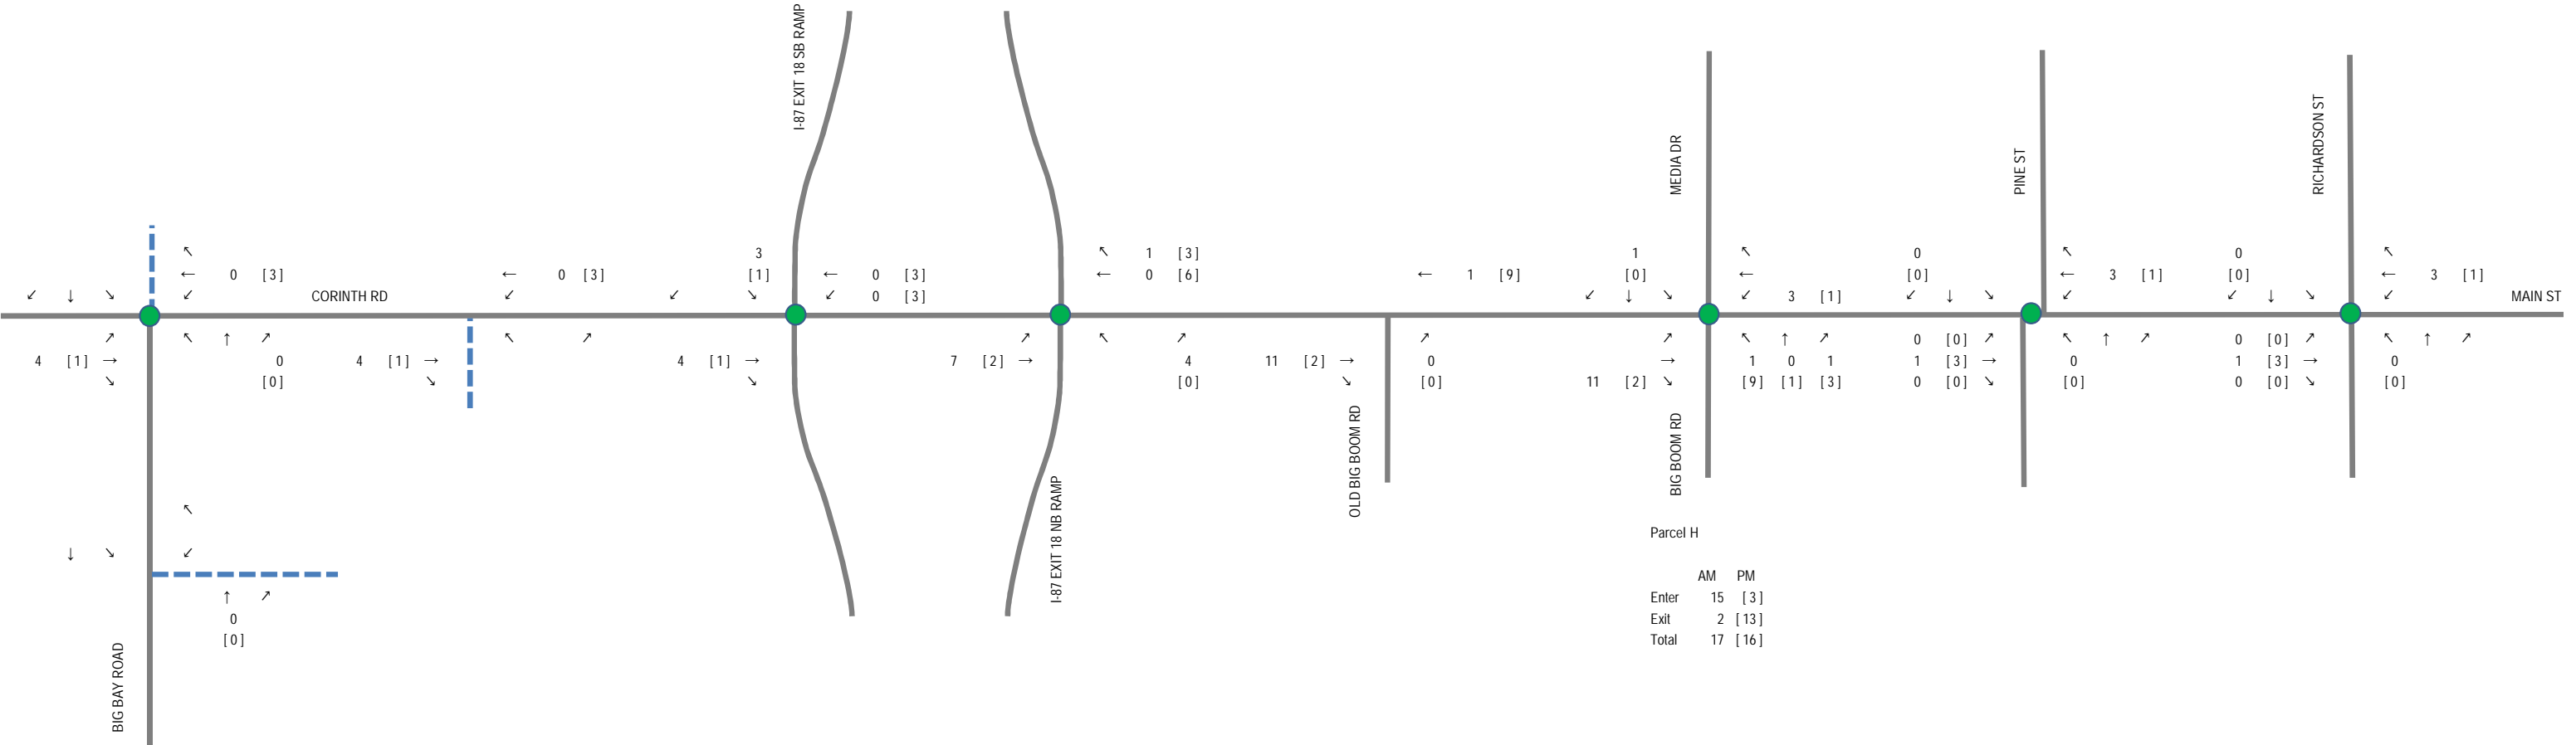 I-87 EXIT 18 SB RAMP
MEDIA DR
PINE ST
RICHARDSON ST
↖ 3 ↖ 1 [3] 1 ↖ 0 ↖ 0 ↖
← 0 [3] ← 0 [3] [1] ← 0 [3] ← 0 [6] ← 1 [9] [0] ← [0] ← 3 [1] [0] ← 3 [1]
↙ ↓ ↘ ↙ CORINTH RD ↙ ↙ ↘ ↙ 0 [3] ↙ ↓ ↘ ↙ 3 [1] ↙ ↓ ↘ ↙ ↙ ↓ ↘ ↙ MAIN ST
↗ ↖ ↑ ↗ ↖ ↗ ↗ ↖ ↗ ↗ ↗ ↖ ↑ ↗ 0 [0] ↗ ↖ ↑ ↗ 0 [0] ↗ ↖ ↑ ↗
4 [1] → 0 4 [1] → 4 [1] → 7 [2] → 4 11 [2] → 0 → 1 0 1 1 [3] → 0 1 [3] → 0
↘ [0] ↘ ↘ [0] ↘ [0] 11 [2] ↘ [9] [1] [3] 0 [0] ↘ [0] 0 [0] ↘ [0]
OLD BIG BOOM RD
BIG BOOM RD
I-87 EXIT 18 NB RAMP
↖
↓ ↘ ↙
↑ ↗
0
[0]
BIG BAY ROAD
Parcel H
AM PM
Enter 15 [3]
Exit 2 [13]
Total 17 [16]